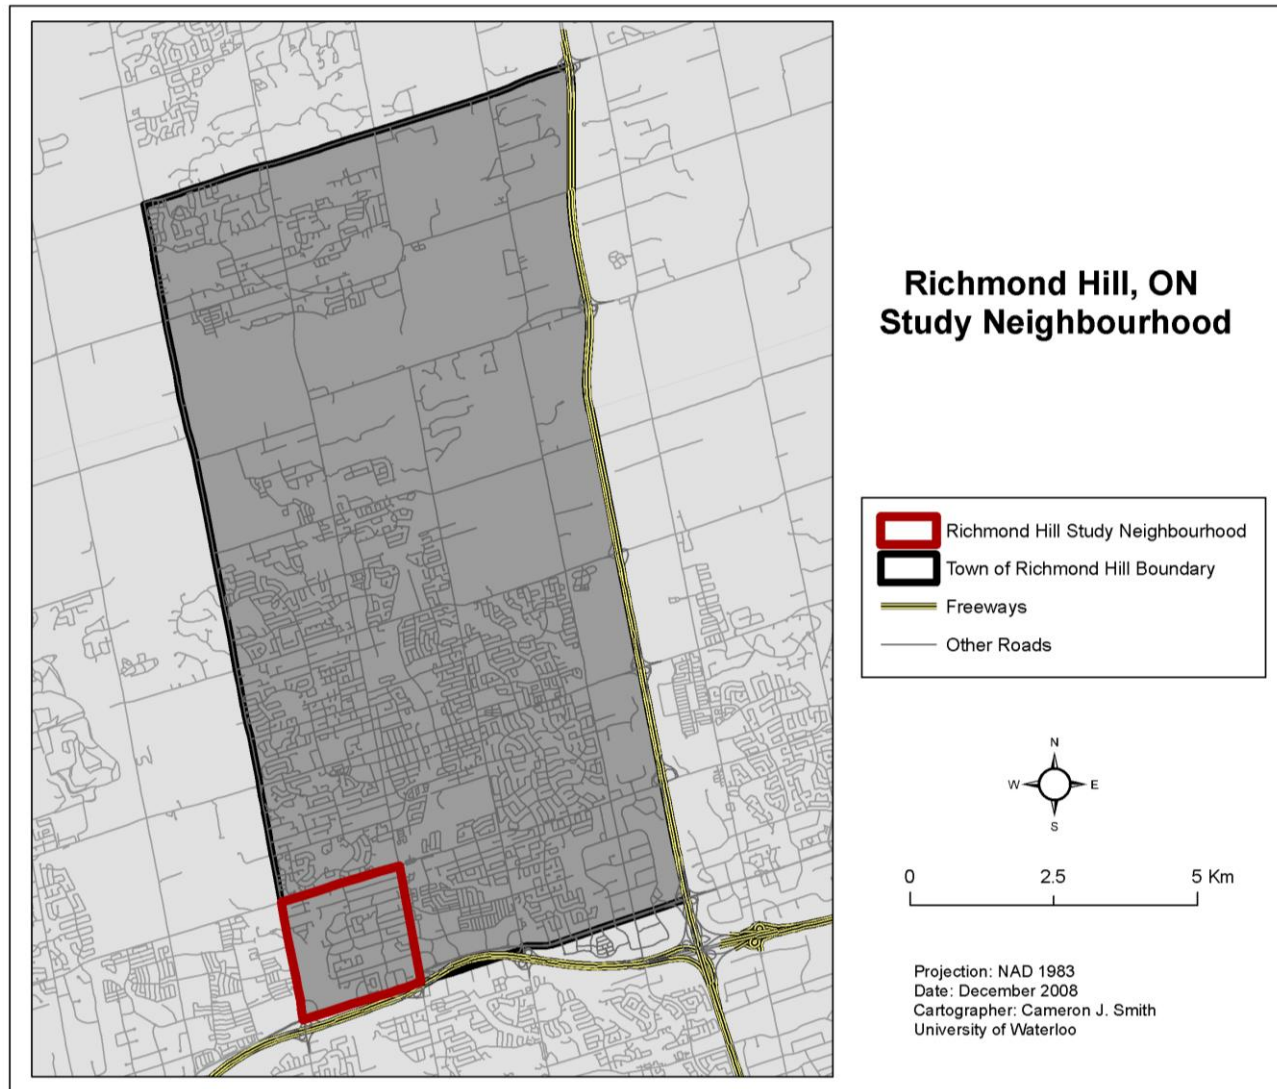 Richmond Hill, ON
Study Neighbourhood
Richmond Hill Study Neighbourhood
Town of Richmond Hill Boundary
Freeways
Other Roads
N
W
E
S
0
2.5
5 Km
Projection: NAD 1983
Date: December 2008
Cartographer: Cameron J. Smith
University of Waterloo